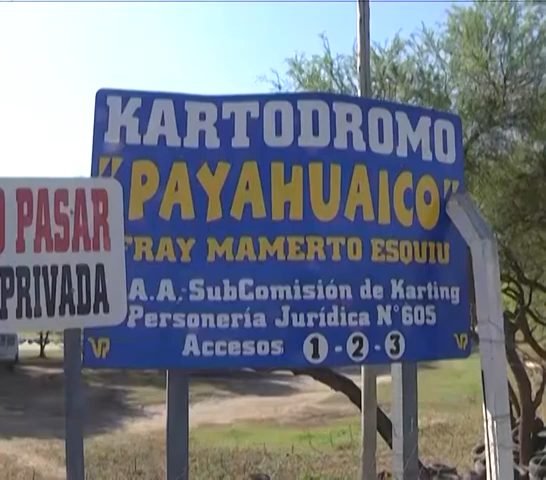 KARTODROMO
"PAYAHUAICO"
FRAY MAMERTO ESQUIU
A.A. SubComisión de Karting
Personería Jurídica N°605
Accesos 1-2-3
VP VP
PASAR
PRIVADA